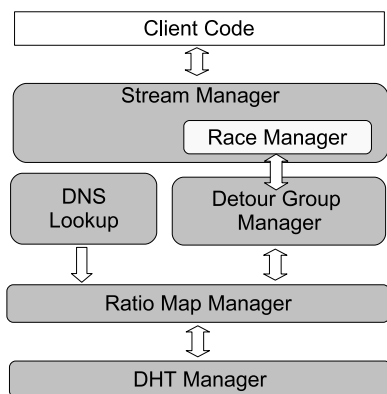 Client Code
Stream Manager
Race Manager
DNS
Lookup
Detour Group
Manager
Ratio Map Manager
DHT Manager